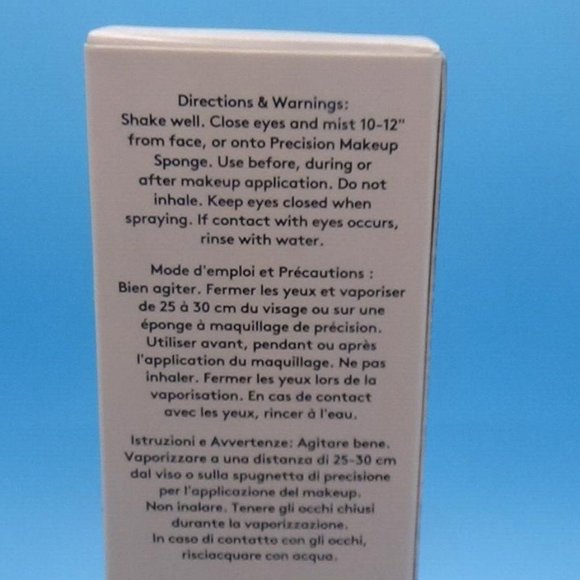 Directions & Warnings:
Shake well. Close eyes and mist 10-12"
from face, or onto Precision Makeup
Sponge. Use before, during or
after makeup application. Do not
inhale. Keep eyes closed when
spraying. If contact with eyes occurs,
rinse with water.
Mode d'emploi et Précautions :
Bien agiter. Fermer les yeux et vaporiser
de 25 à 30 cm du visage ou sur une
éponge à maquillage de précision.
Utiliser avant, pendant ou après
l'application du maquillage. Ne pas
inhaler. Fermer les yeux lors de la
vaporisation. En cas de contact
avec les yeux, rincer à l'eau.
Istruzioni e Avvertenze: Agitare bene.
Vaporizzare a una distanza di 25-30 cm
dal viso o sulla spugnetta di precisione
per l'applicazione del makeup.
Non inalare. Tenere gli occhi chiusi
durante la vaporizzazione.
In caso di contatto con gli occhi,
risciacquare con acqua.